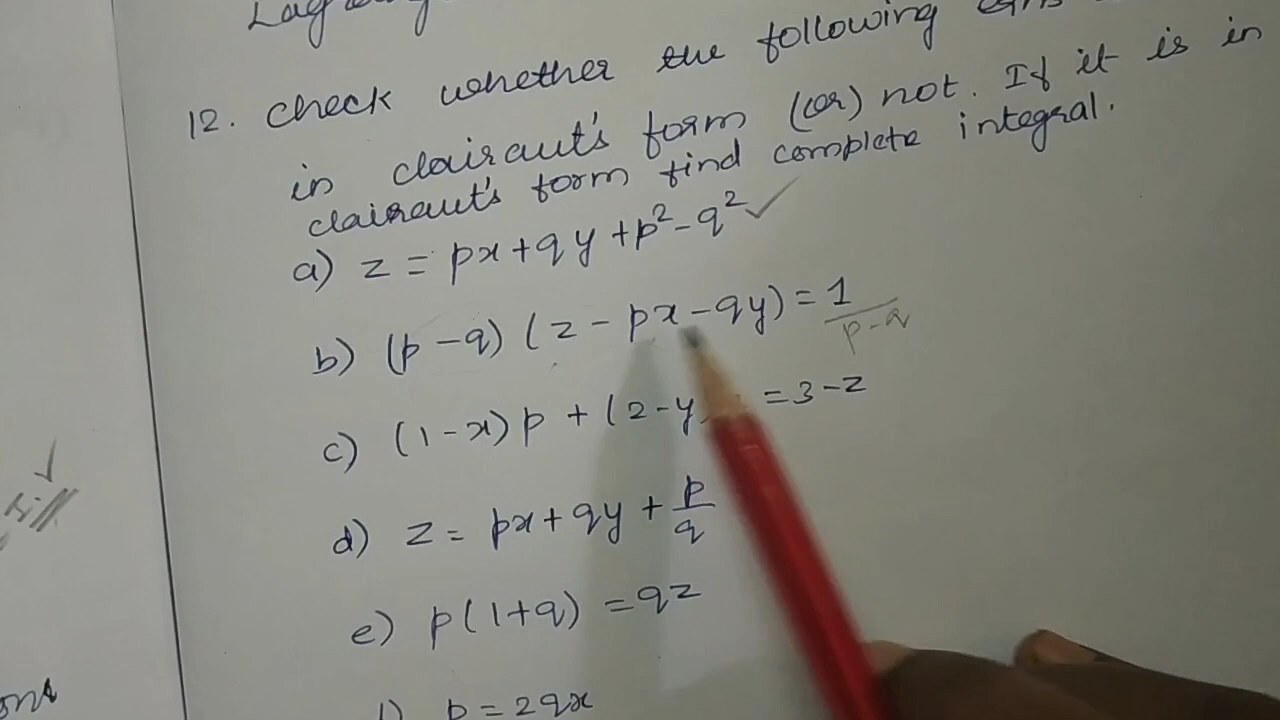 12. check whether the following
in clairaut's form (or) not. If it is in
clairaut's form find complete integral.
a) z = px + qy + p² - q² ✓
b) (p - q) (z - px - qy) = 1
p - q
c) (1 - x) p + (2 - y) = 3 - z
d) z = px + qy + p/q
e) p(1+q) = qz
p = 2qx